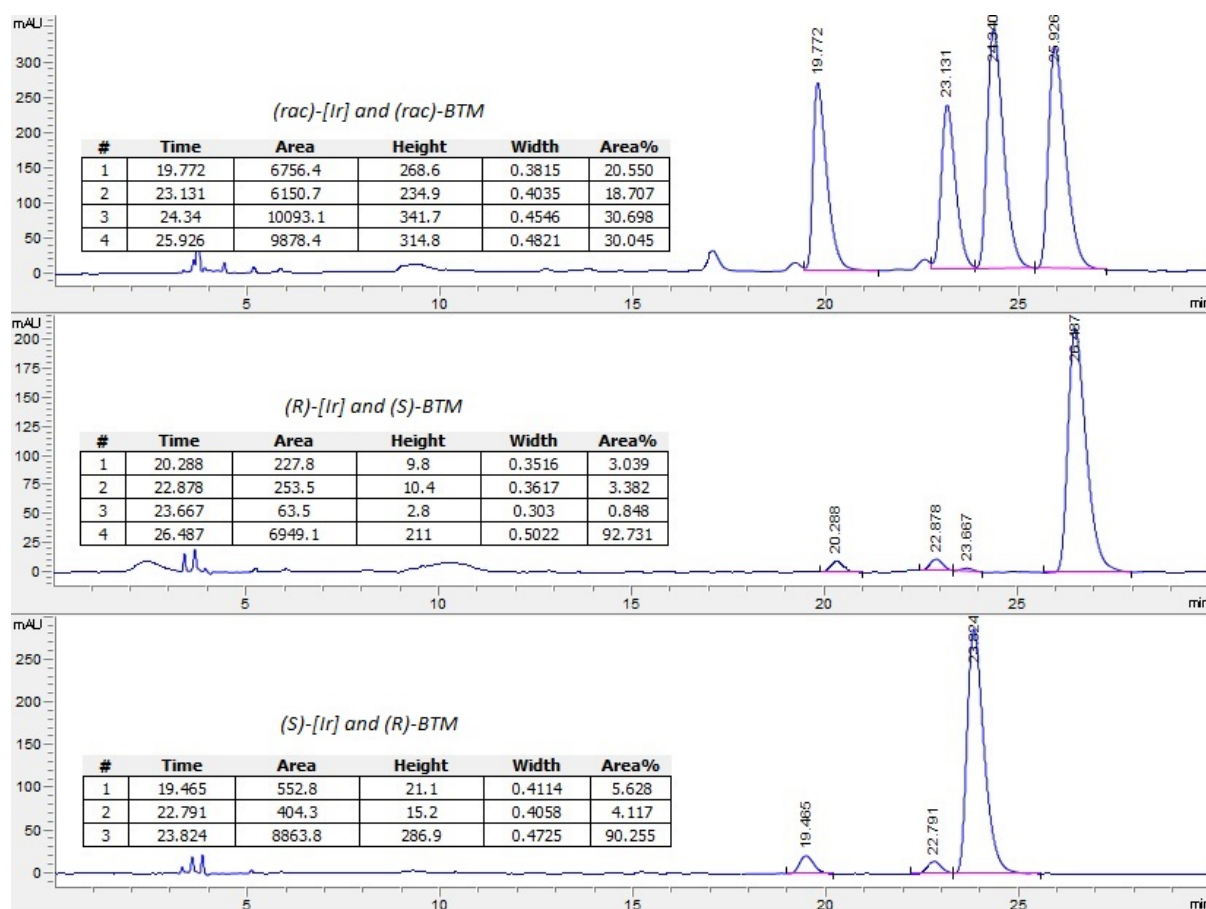 mAU
300
250
200
150
100
50
0
19.772
23.131
24.340
25.926
(rac)-[Ir] and (rac)-BTM
# Time Area Height Width Area%
1 19.772 6756.4 268.6 0.3815 20.550
2 23.131 6150.7 234.9 0.4035 18.707
3 24.34 10093.1 341.7 0.4546 30.698
4 25.926 9878.4 314.8 0.4821 30.045
5 10 15 20 25 min
mAU
200
175
150
125
100
75
50
25
0
20.288
22.878
23.667
26.487
(R)-[Ir] and (S)-BTM
# Time Area Height Width Area%
1 20.288 227.8 9.8 0.3516 3.039
2 22.878 253.5 10.4 0.3617 3.382
3 23.667 63.5 2.8 0.303 0.848
4 26.487 6949.1 211 0.5022 92.731
5 10 15 20 25 min
mAU
250
200
150
100
50
0
19.465
22.791
23.824
(S)-[Ir] and (R)-BTM
# Time Area Height Width Area%
1 19.465 552.8 21.1 0.4114 5.628
2 22.791 404.3 15.2 0.4058 4.117
3 23.824 8863.8 286.9 0.4725 90.255
5 10 15 20 25 min